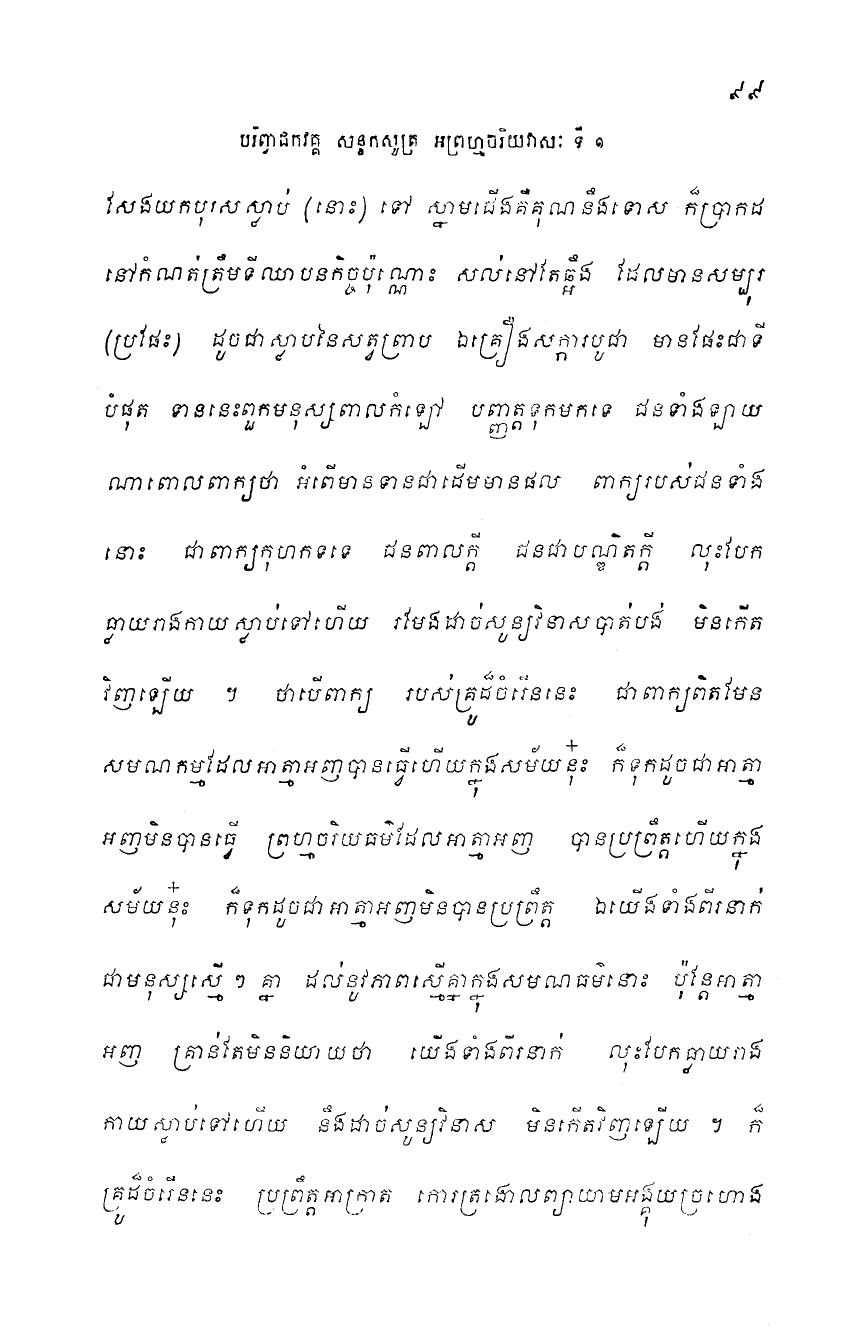 ៩៩
បរិព្វាជកវគ្គ សន្ទកសូត្រ អព្រហ្មចរិយវាសៈ ទី ១
សែងយកបុរសស្លាប់ (នោះ) ទៅ ស្នាមជើងគឺគុណនឹងទោស ក៏ប្រាកដ
នៅកំណត់ត្រឹមទីឈាបនកិច្ចប៉ុណ្ណោះ សល់នៅតែឆ្អឹង ដែលមានសម្បុរ
(ប្រផែះ) ដូចជាស្លាបនៃសត្វព្រាប ឯគ្រឿងសក្ការបូជា មានផែះជាទី
បំផុត ទាននេះពួកមនុស្សពាលកំឡៅ បញ្ញត្តទុកមកទេ ជនទាំងឡាយ
ណាពោលពាក្យថា អំពើមានទានជាដើមមានផល ពាក្យរបស់ជនទាំង
នោះ ជាពាក្យកុហកទទេ ជនពាលក្តី ជនជាបណ្ឌិតក្តី លុះបែក
ធ្លាយរាងកាយស្លាប់ទៅហើយ រមែងដាច់សូន្យវិនាសបាត់បង់ មិនកើត
វិញឡើយ ។ ថាបើពាក្យ របស់គ្រូដ៏ចំរើននេះ ជាពាក្យពិតមែន
សមណកម្មដែលអាត្មាអញបានធ្វើហើយក្នុងសម័យនុ៎ះ ក៏ទុកដូចជាអាត្មា
អញមិនបានធ្វើ ព្រហ្មចរិយធម៌ដែលអាត្មាអញ បានប្រព្រឹត្តហើយក្នុង
សម័យនុ៎ះ ក៏ទុកដូចជាអាត្មាអញមិនបានប្រព្រឹត្ត ឯយើងទាំងពីរនាក់
ជាមនុស្សស្មើ ៗ គ្នា ដល់នូវភាពស្មើគ្នាក្នុងសមណធម៌នោះ ប៉ុន្តែអាត្មា
អញ គ្រាន់តែមិននិយាយថា យើងទាំងពីរនាក់ លុះបែកធ្លាយរាង
កាយស្លាប់ទៅហើយ នឹងដាច់សូន្យវិនាស មិនកើតវិញឡើយ ។ ក៏
គ្រូដ៏ចំរើននេះ ប្រព្រឹត្តអាក្រាត កោរត្រងោលព្យាយាមអង្គុយច្រហោង